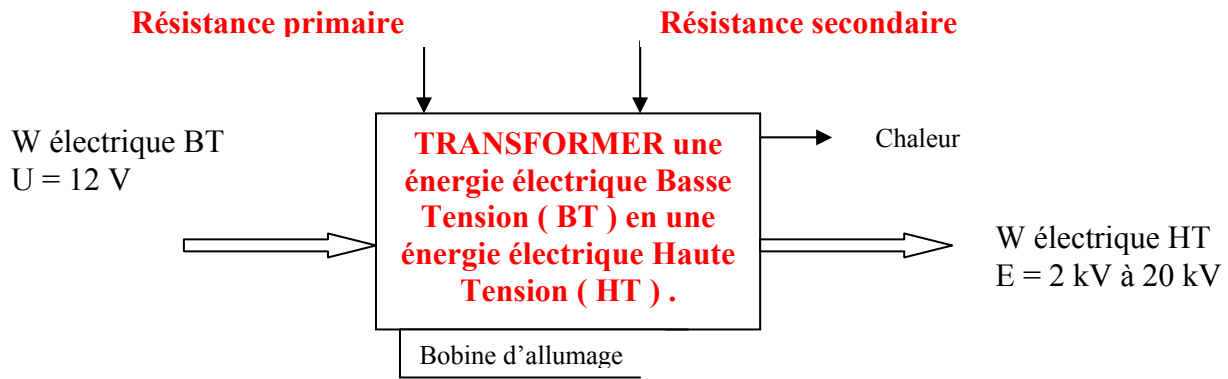 Résistance primaire
Résistance secondaire
W électrique BT
U = 12 V
TRANSFORMER une
énergie électrique Basse
Tension ( BT ) en une
énergie électrique Haute
Tension ( HT ) .
Chaleur
W électrique HT
E = 2 kV à 20 kV
Bobine d’allumage